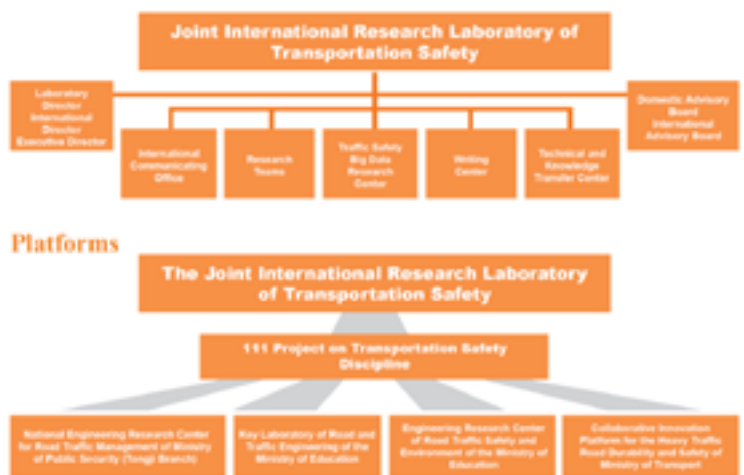 Joint International Research Laboratory of
Transportation Safety
Laboratory
Director
International
Director
Executive Director
Domestic Advisory
Board
International
Advisory Board
International
Communicating
Office
Research
Teams
Traffic Safety
Big Data
Research
Center
Writing
Center
Technical and
Knowledge
Transfer Center
Platforms
The Joint International Research Laboratory
of Transportation Safety
111 Project on Transportation Safety
Discipline
National Engineering Research Center
for Road Traffic Management of Ministry
of Public Security (Tongji Branch)
Key Laboratory of Road and
Traffic Engineering of the
Ministry of Education
Engineering Research Center
of Road Traffic Safety and
Environment of the Ministry of
Education
Collaborative Innovation
Platform for the Heavy Traffic
Road Durability and Safety of
Ministry of Transport